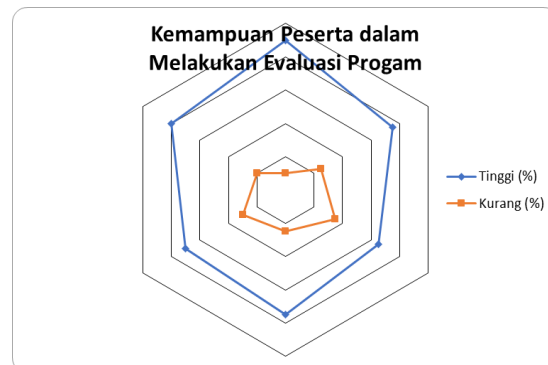 Kemampuan Peserta dalam
Melakukan Evaluasi Progam
Tinggi (%)
Kurang (%)